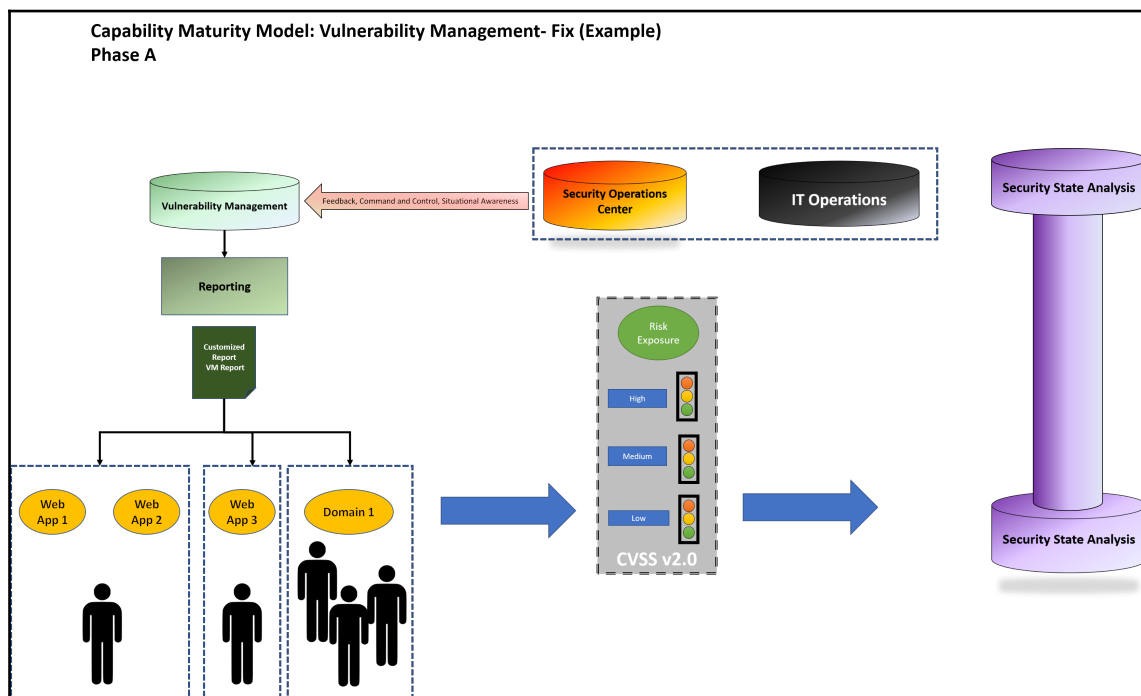 Capability Maturity Model: Vulnerability Management- Fix (Example)
Phase A
Vulnerability Management
Feedback, Command and Control, Situational Awareness
Security Operations
Center
IT Operations
Security State Analysis
Reporting
Customized
Report
VM Report
Risk
Exposure
High
Medium
Low
CVSS v2.0
Web
App 1
Web
App 2
Web
App 3
Domain 1
Security State Analysis